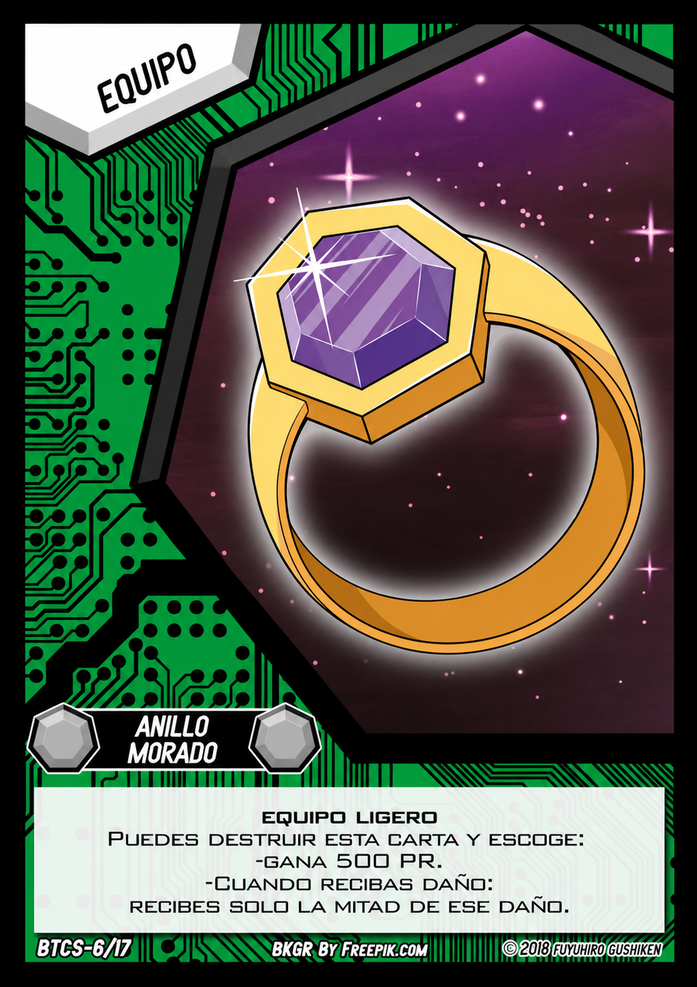 EQUIPO
ANILLO
MORADO
EQUIPO LIGERO
PUEDES DESTRUIR ESTA CARTA Y ESCOGE:
-GANA 500 PR.
-CUANDO RECIBAS DAÑO:
RECIBES SOLO LA MITAD DE ESE DAÑO.
BTCS-6/17
BKGR BY FREEPIK.COM
© 2018 FUYUHIRO GUSHIKEN